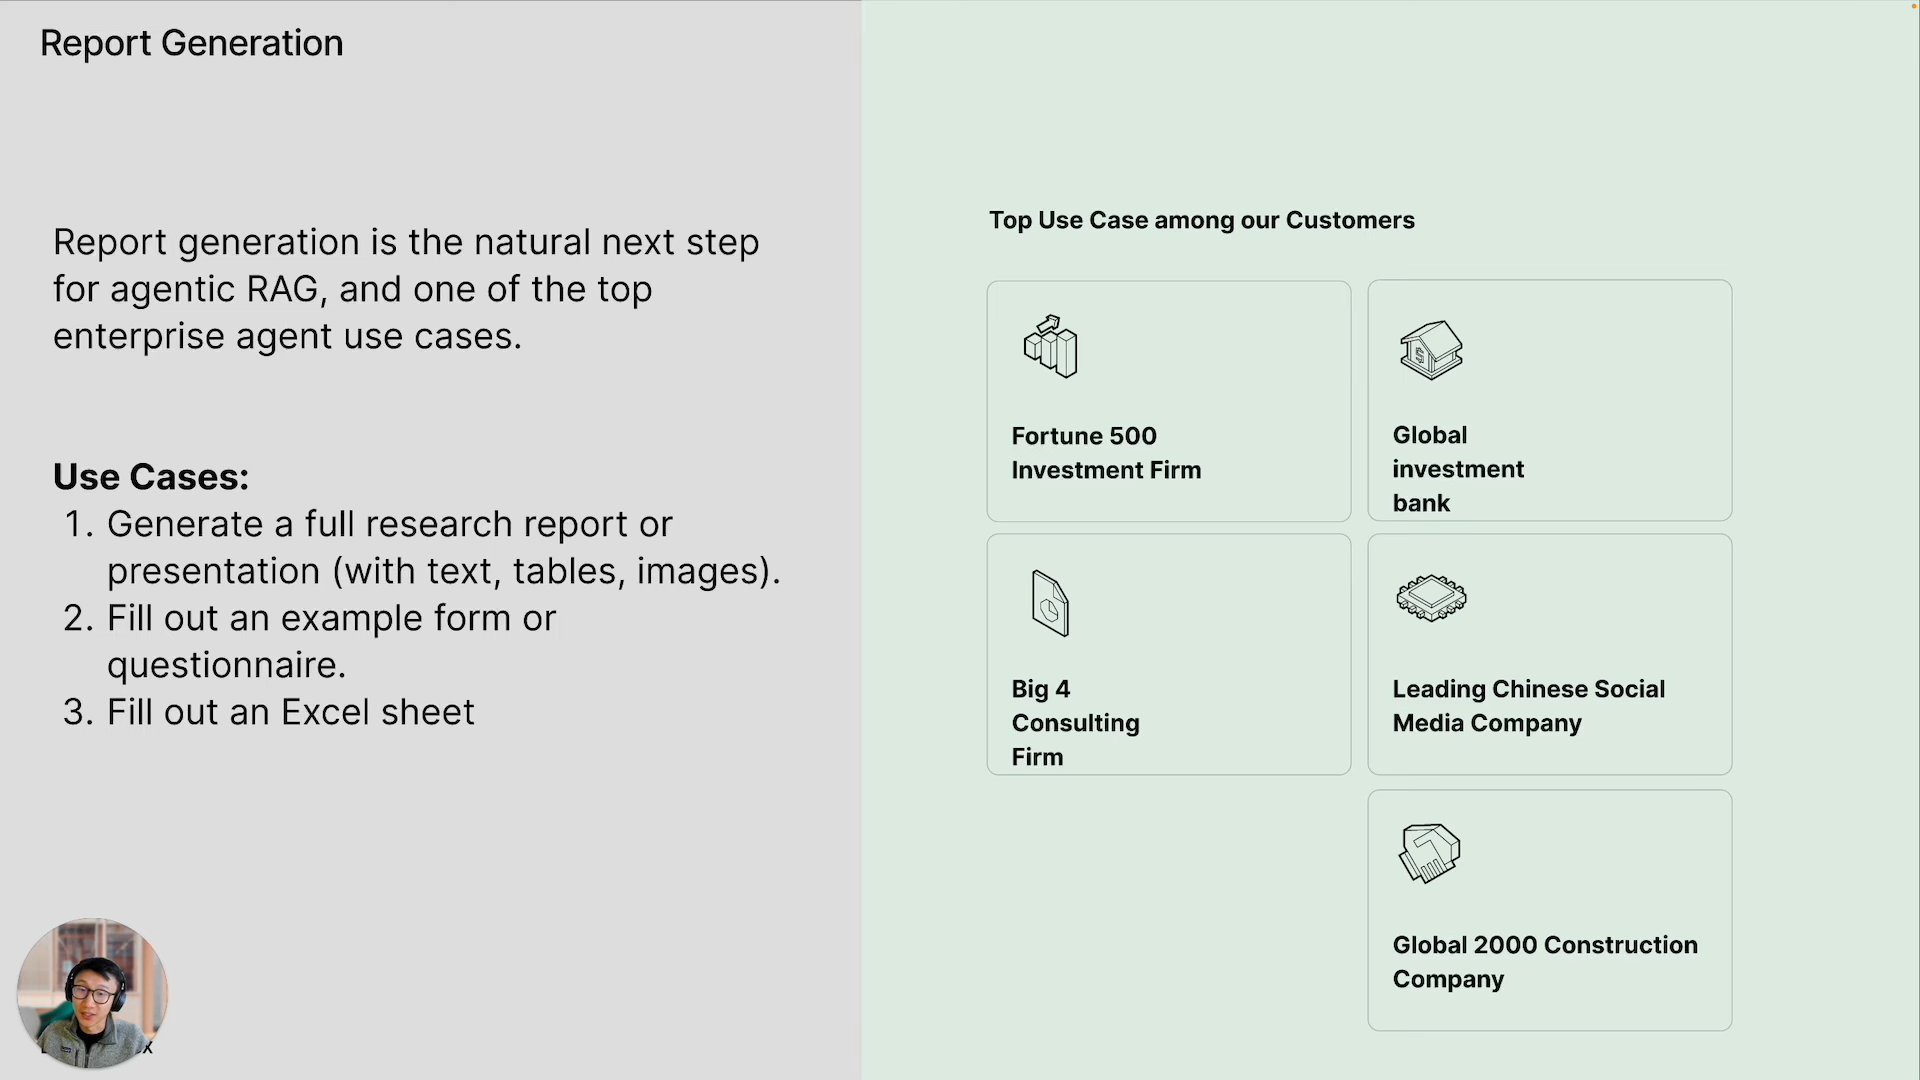 Report Generation
Report generation is the natural next step
for agentic RAG, and one of the top
enterprise agent use cases.
Use Cases:
1. Generate a full research report or
presentation (with text, tables, images).
2. Fill out an example form or
questionnaire.
3. Fill out an Excel sheet
Top Use Case among our Customers
Fortune 500
Investment Firm
Global
investment
bank
Big 4
Consulting
Firm
Leading Chinese Social
Media Company
Global 2000 Construction
Company